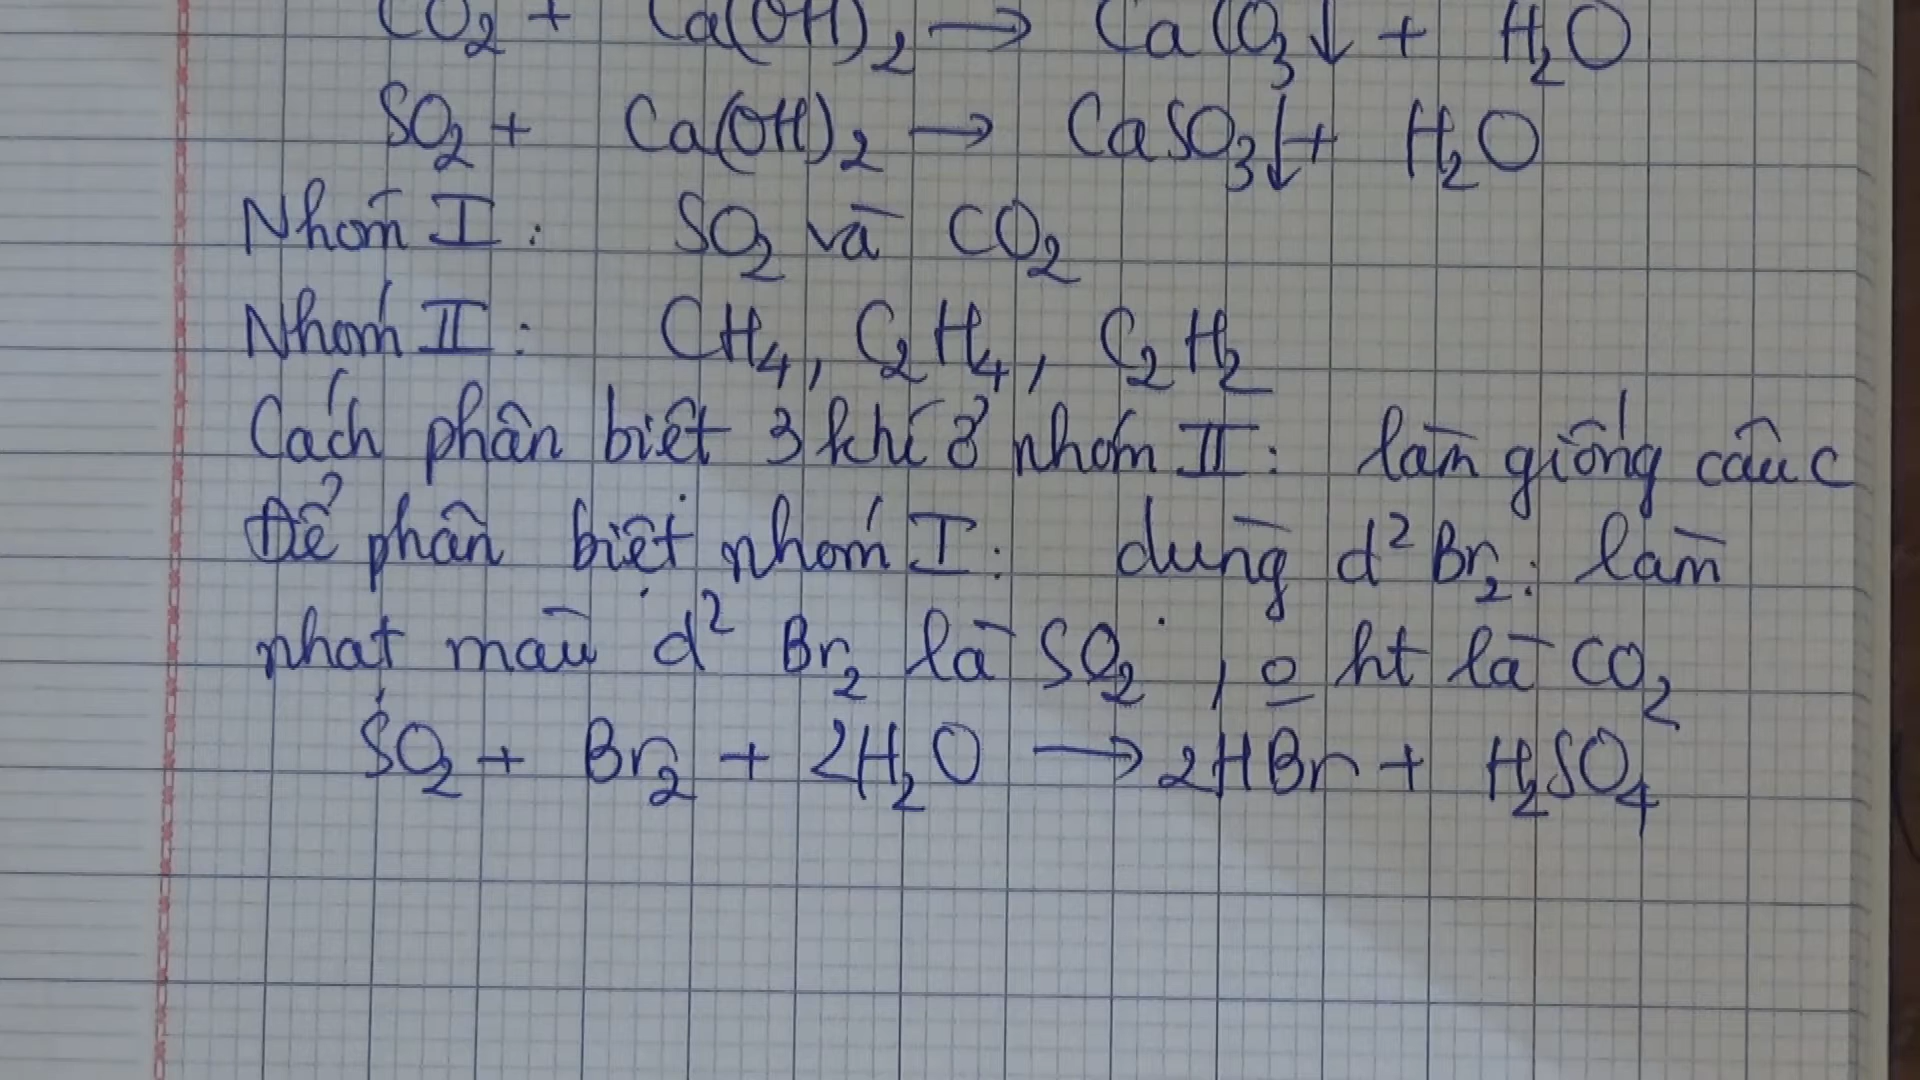 CO₂ + Ca(OH)₂ → CaCO₃↓ + H₂O
SO₂ + Ca(OH)₂ → CaSO₃↓ + H₂O
Nhóm I : SO₂ và CO₂
Nhóm II : CH₄, C₂H₄, C₂H₂
Cách phân biệt 3 khí ở nhóm II : làm giống câu c
Để phân biệt nhóm I : dùng d² Br₂ : làm
nhạt màu d² Br₂ là SO₂ , o̲ ht là CO₂
SO₂ + Br₂ + 2H₂O → 2HBr + H₂SO₄